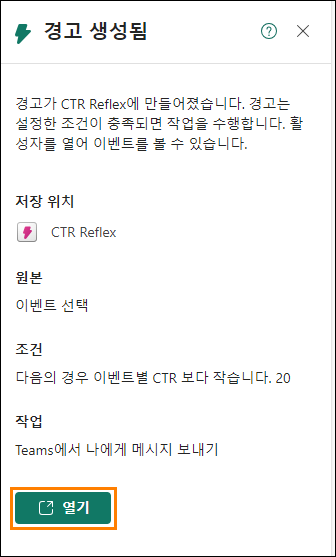 경고 생성됨
경고가 CTR Reflex에 만들어졌습니다. 경고는
설정한 조건이 충족되면 작업을 수행합니다. 활
성자를 열어 이벤트를 볼 수 있습니다.
저장 위치
CTR Reflex
원본
이벤트 선택
조건
다음의 경우 이벤트별 CTR 보다 작습니다. 20
작업
Teams에서 나에게 메시지 보내기
열기